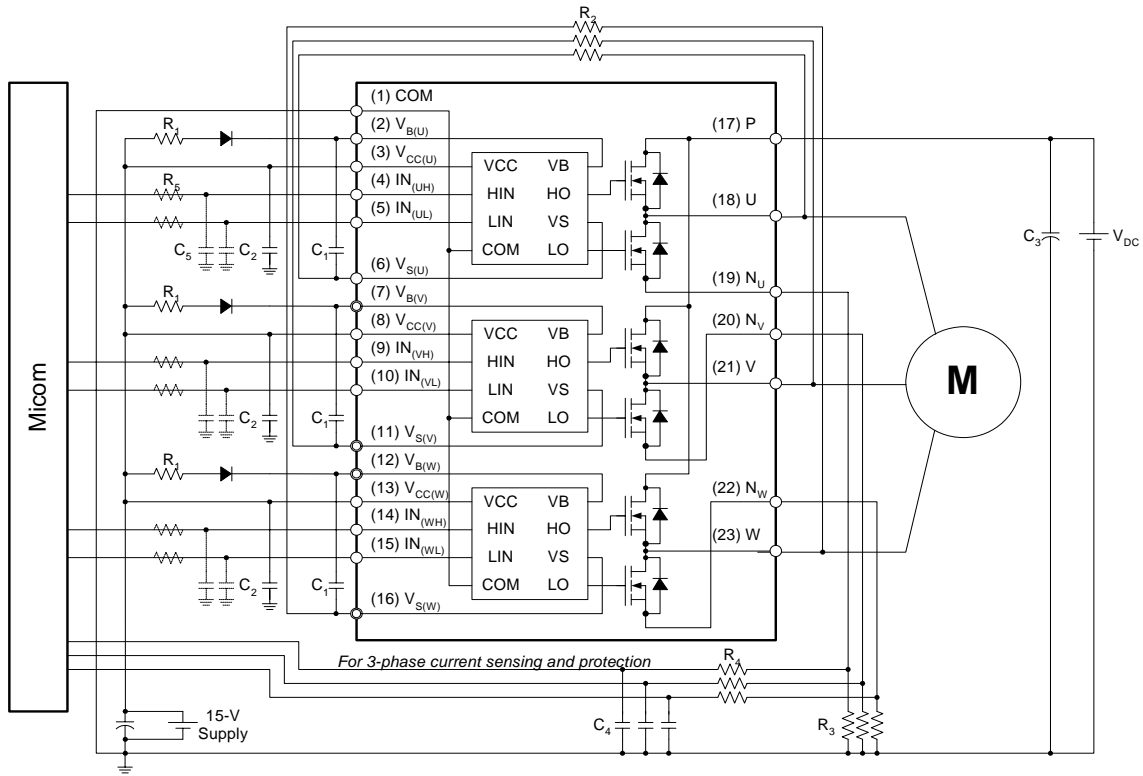 R2
Micom
(1) COM
R1
(2) VB(U)
(3) VCC(U)
R5
(4) IN(UH)
(5) IN(UL)
C5
C2
C1
(6) VS(U)
VCC VB
HIN HO
LIN VS
COM LO
(17) P
(18) U
(19) NU
C3
VDC
R1
(7) VB(V)
(8) VCC(V)
(9) IN(VH)
(10) IN(VL)
C2
C1
(11) VS(V)
VCC VB
HIN HO
LIN VS
COM LO
(20) NV
(21) V
M
R1
(12) VB(W)
(13) VCC(W)
(14) IN(WH)
(15) IN(WL)
C2
C1
(16) VS(W)
VCC VB
HIN HO
LIN VS
COM LO
(22) NW
(23) W
For 3-phase current sensing and protection
R4
15-V
Supply
C4
R3